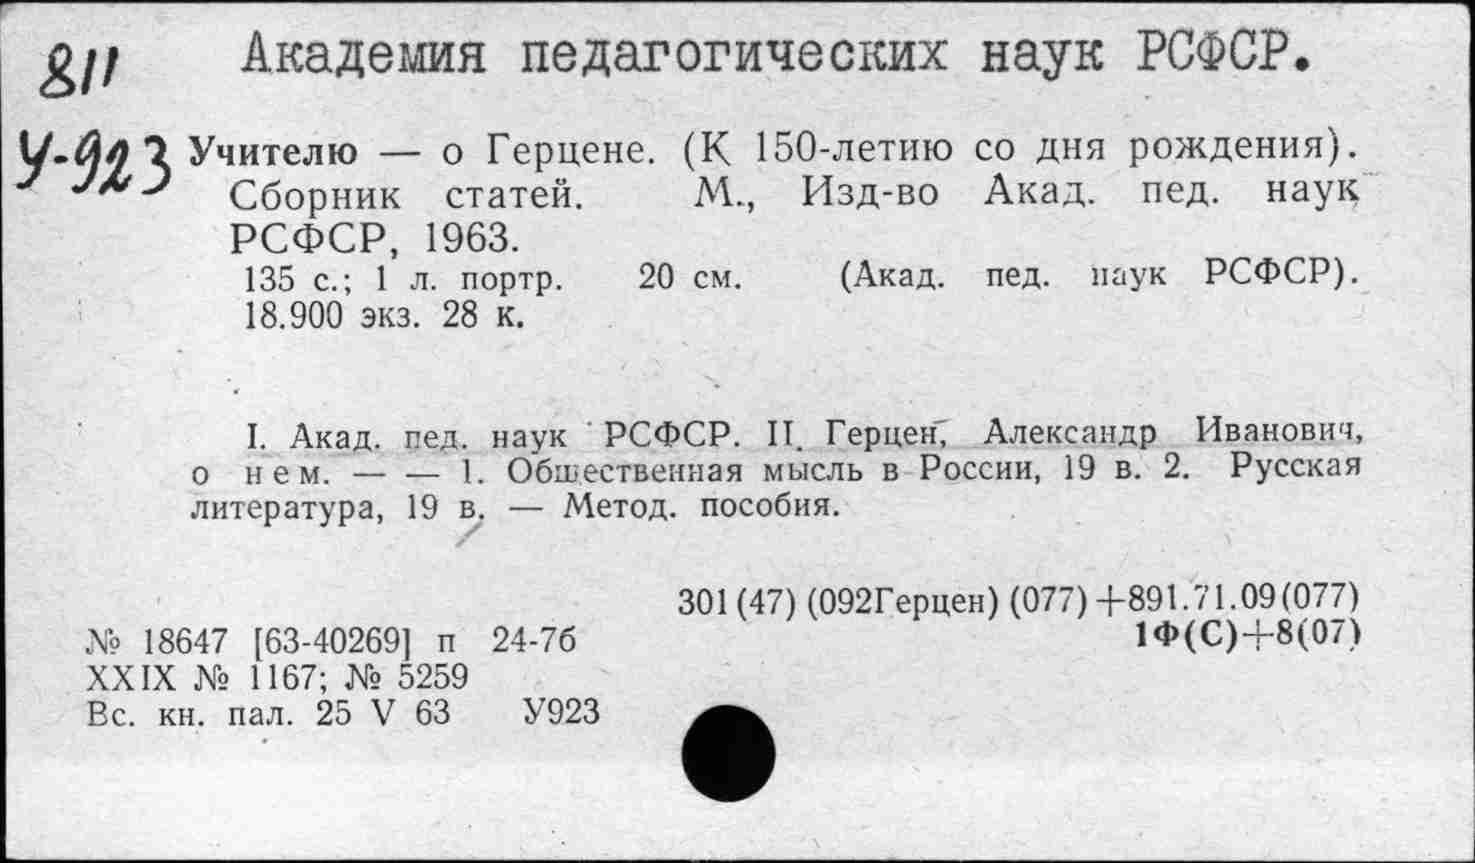 8II Академия педагогических наук РСФСР.
У-923 Учителю — о Герцене. (К 150-летию со дня рождения).
Сборник статей. М., Изд-во Акад. пед. наук
РСФСР, 1963.
135 с.; 1 л. портр. 20 см. (Акад. пед. наук РСФСР).
18.900 экз. 28 к.
I. Акад. пед. наук РСФСР. II. Герцен, Александр Иванович,
о нем. — — 1. Общественная мысль в России, 19 в. 2. Русская
литература, 19 в. — Метод. пособия.
301(47)(092Герцен)(077)+891.71.09(077)
№ 18647 [63-40269] п 24-7б 1Ф(С)+8(07)
XXIX № 1167; № 5259
Вс. кн. пал. 25 V 63 У923